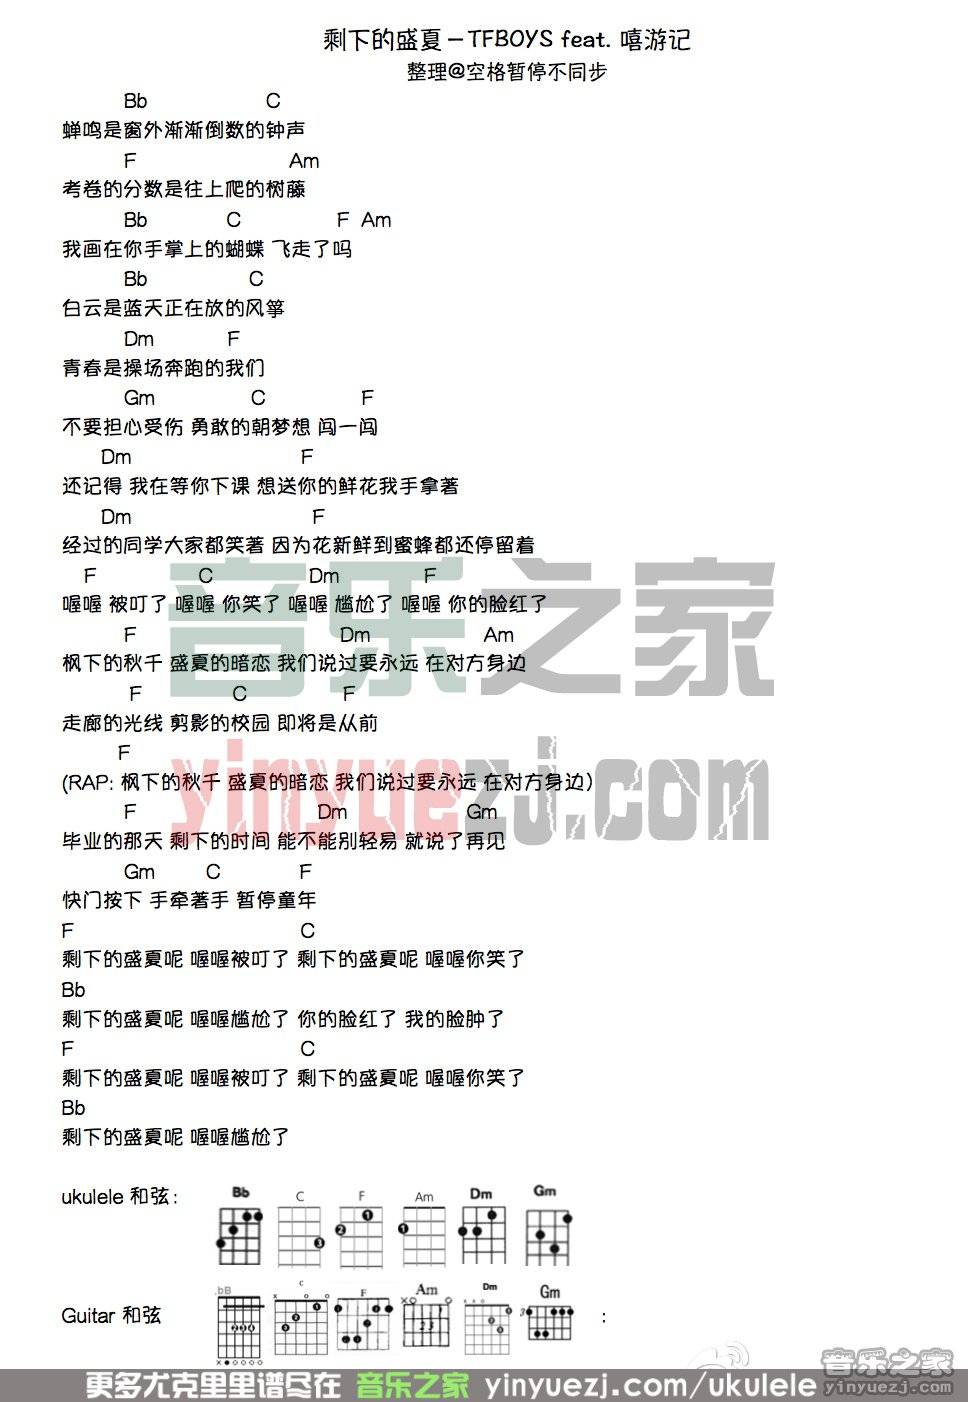 剩下的盛夏－TFBOYS feat. 嘻游记
整理@空格暂停不同步
Bb C
蝉鸣是窗外渐渐倒数的钟声
F Am
考卷的分数是往上爬的树藤
Bb C F Am
我画在你手掌上的蝴蝶 飞走了吗
Bb C
白云是蓝天正在放的风筝
Dm F
青春是操场奔跑的我们
Gm C F
不要担心受伤 勇敢的朝梦想 闯一闯
Dm F
还记得 我在等你下课 想送你的鲜花我手拿著
Dm F
经过的同学大家都笑著 因为花新鲜到蜜蜂都还停留着
F C Dm F
喔喔 被叮了 喔喔 你笑了 喔喔 尴尬了 喔喔 你的脸红了
F Dm Am
枫下的秋千 盛夏的暗恋 我们说过要永远 在对方身边
F C F
走廊的光线 剪影的校园 即将是从前
F
(RAP: 枫下的秋千 盛夏的暗恋 我们说过要永远 在对方身边)
F Dm Gm
毕业的那天 剩下的时间 能不能别轻易 就说了再见
Gm C F
快门按下 手牵著手 暂停童年
F C
剩下的盛夏呢 喔喔被叮了 剩下的盛夏呢 喔喔你笑了
Bb
剩下的盛夏呢 喔喔尴尬了 你的脸红了 我的脸肿了
F C
剩下的盛夏呢 喔喔被叮了 剩下的盛夏呢 喔喔你笑了
Bb
剩下的盛夏呢 喔喔尴尬了
音乐之家
yinyuezj.com
ukulele 和弦: Bb C F Am Dm Gm
Guitar 和弦 bB C F Am Dm Gm :
更多尤克里里谱尽在 音乐之家 yinyuezj.com/ukulele
音乐之家
yinyuezj.com